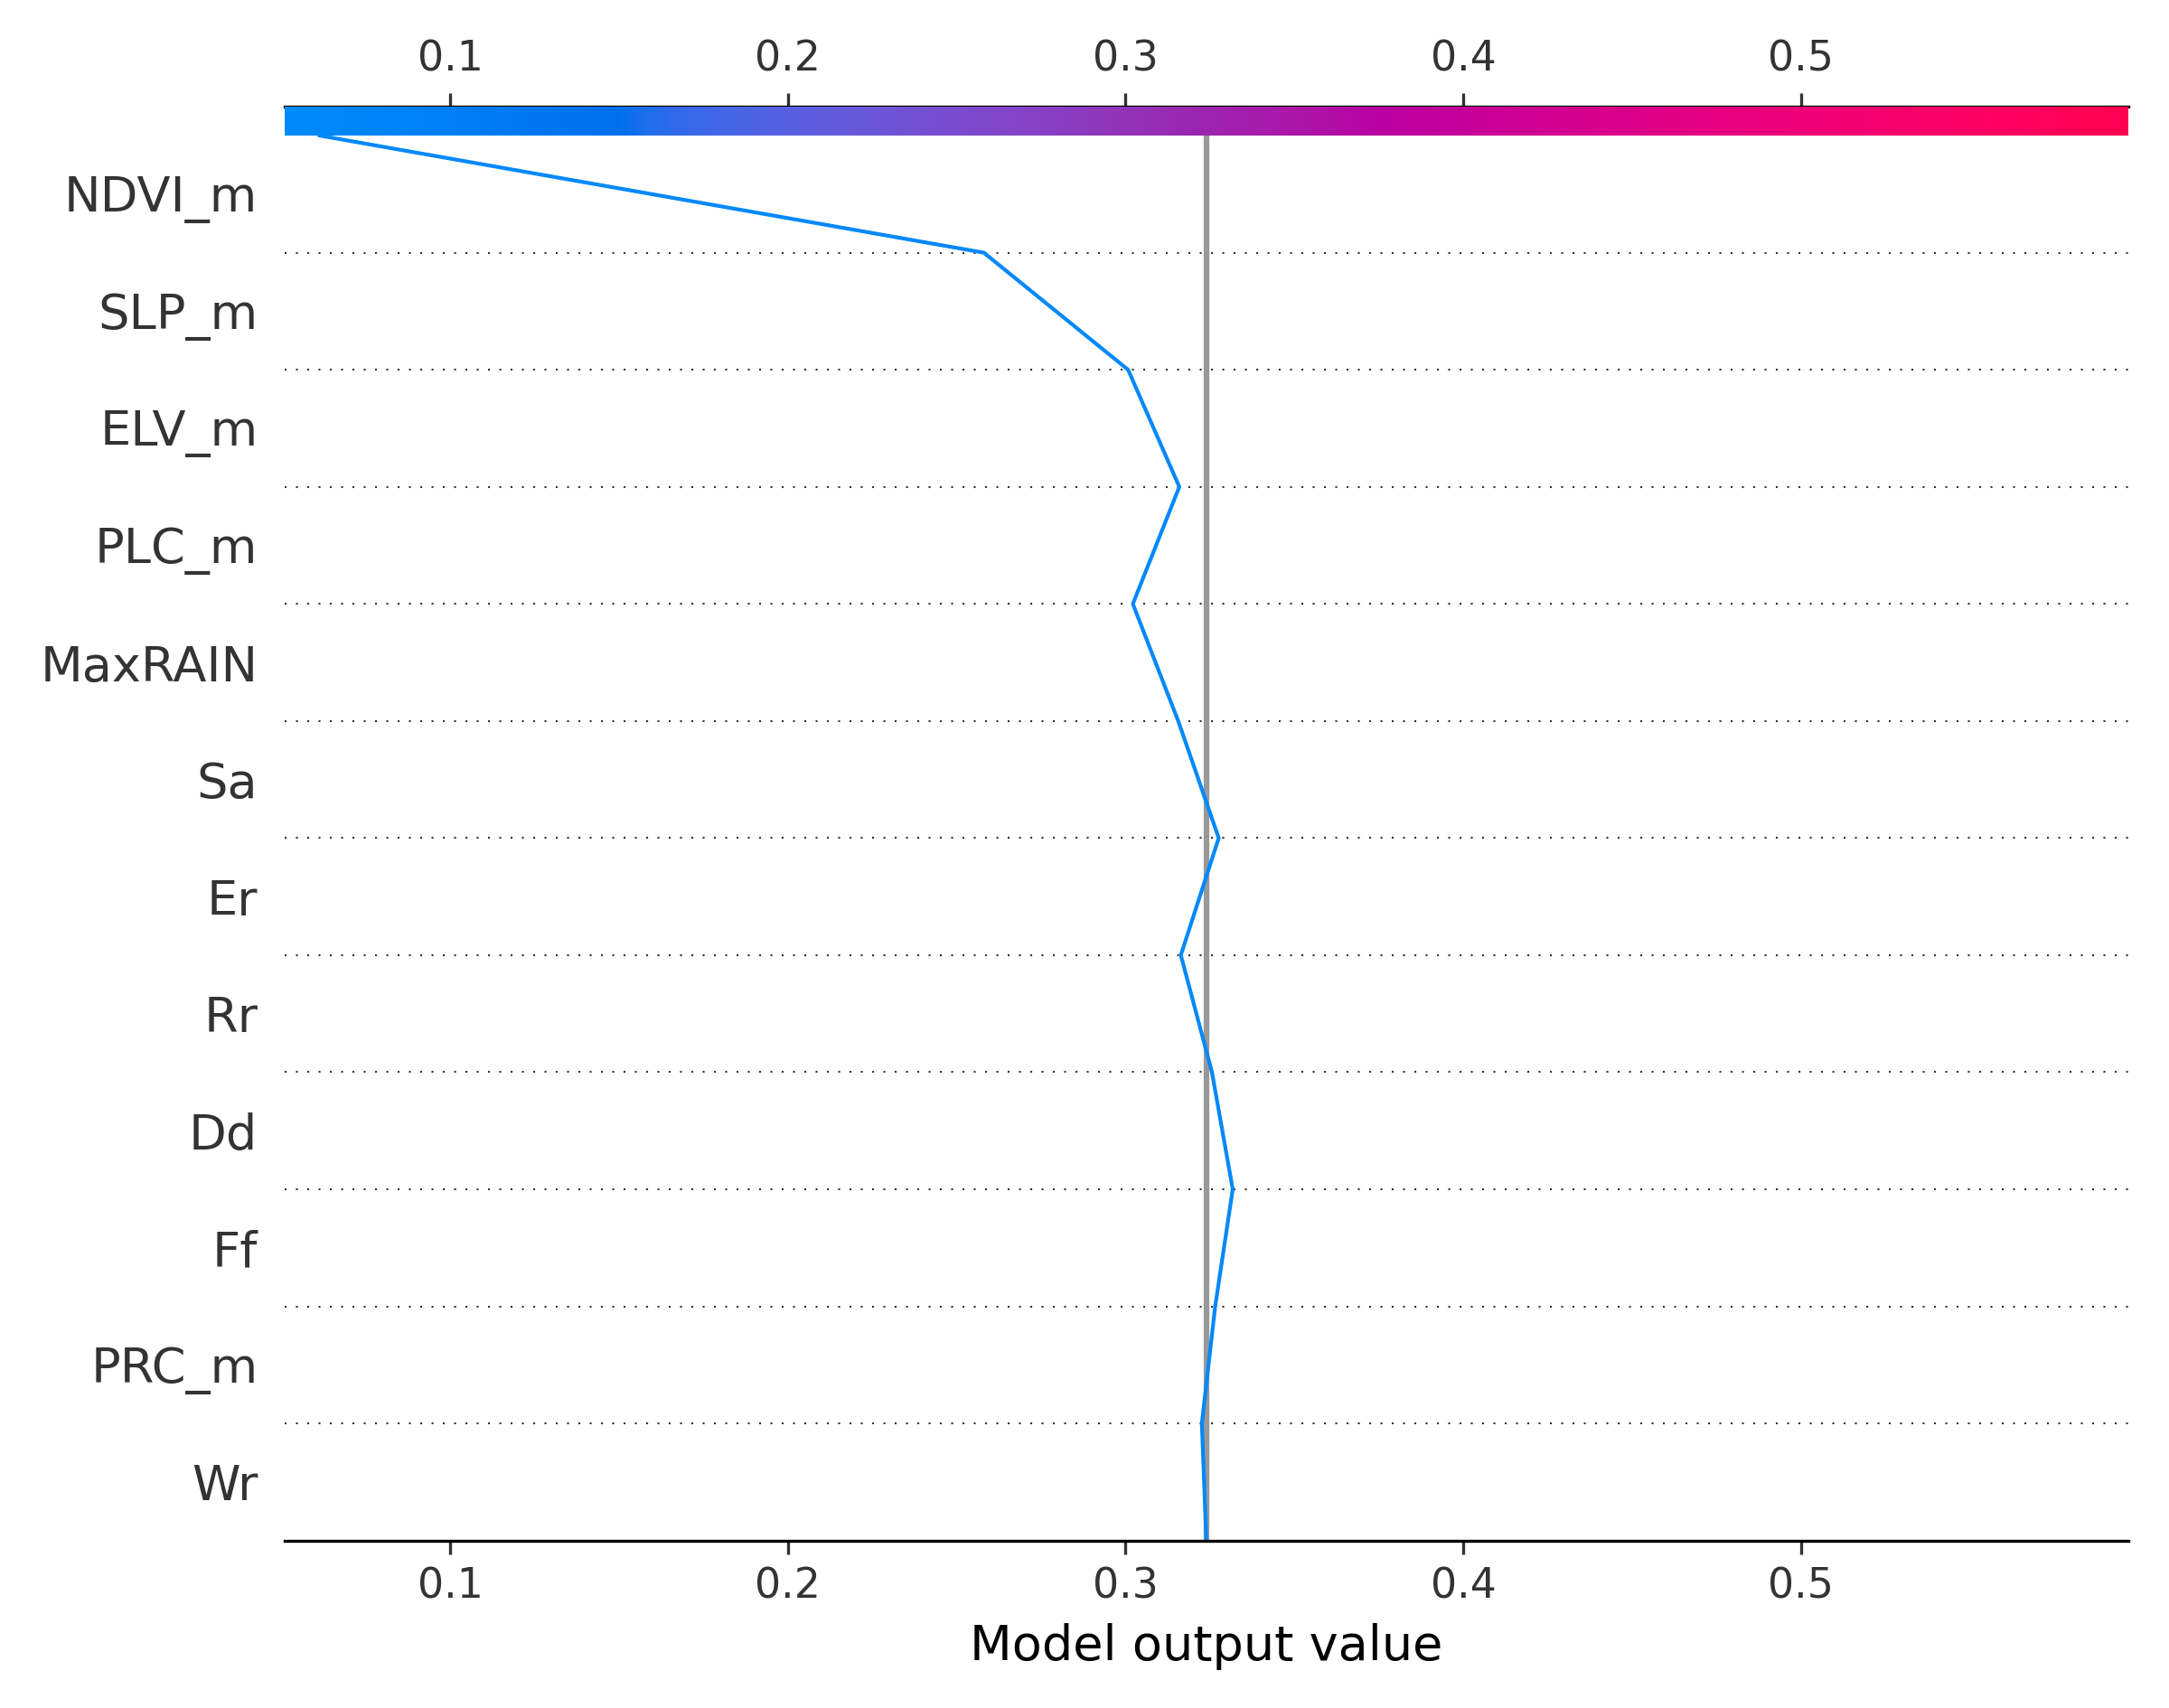 0.1 0.2 0.3 0.4 0.5
NDVI_m
SLP_m
ELV_m
PLC_m
MaxRAIN
Sa
Er
Rr
Dd
Ff
PRC_m
Wr
0.1 0.2 0.3 0.4 0.5
Model output value